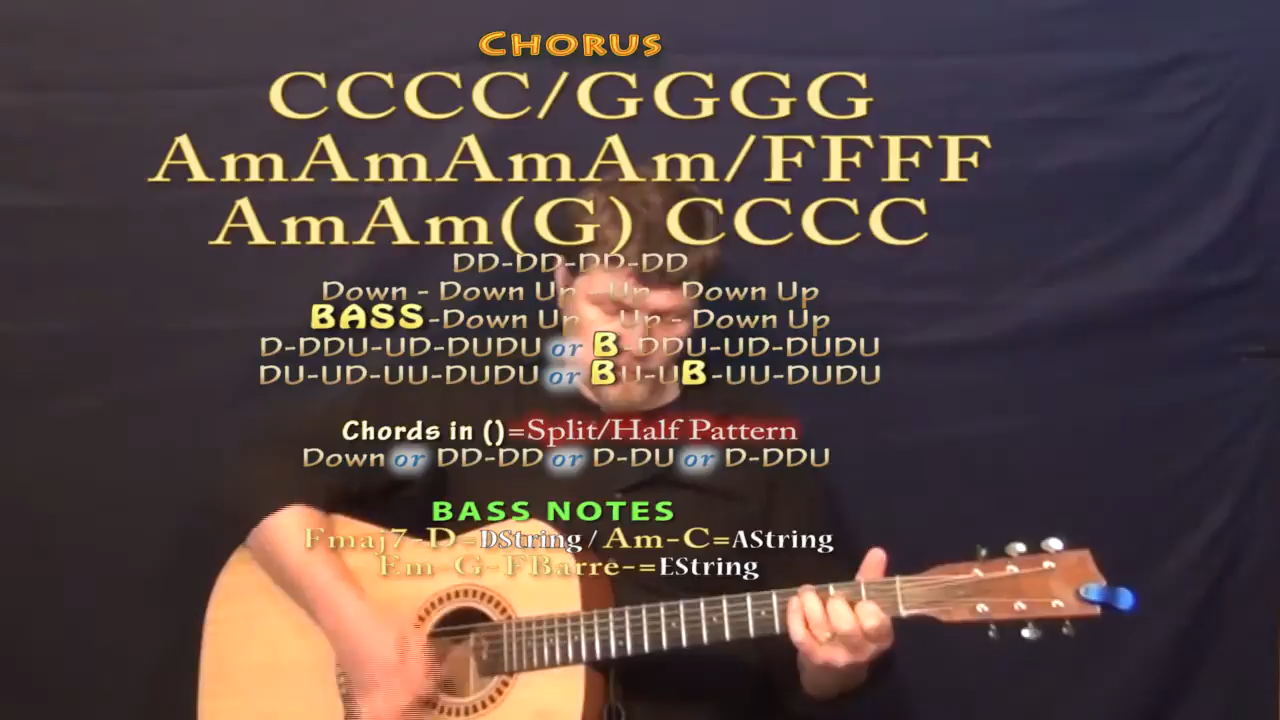 Chorus
CCCC/GGGG
AmAmAmAm/FFFF
AmAm(G) CCCC
DD-DD-DD-DD
Down - Down Up - Up - Down Up
BASS-Down Up - Up - Down Up
D-DDU-UD-DUDU or B-DDU-UD-DUDU
DU-UD-UU-DUDU or BU-UB-UU-DUDU
Chords in ()=Split/Half Pattern
Down or DD-DD or D-DU or D-DDU
BASS NOTES
Fmaj7-D=DString / Am-C=AString
Em-G-FBarre-=EString